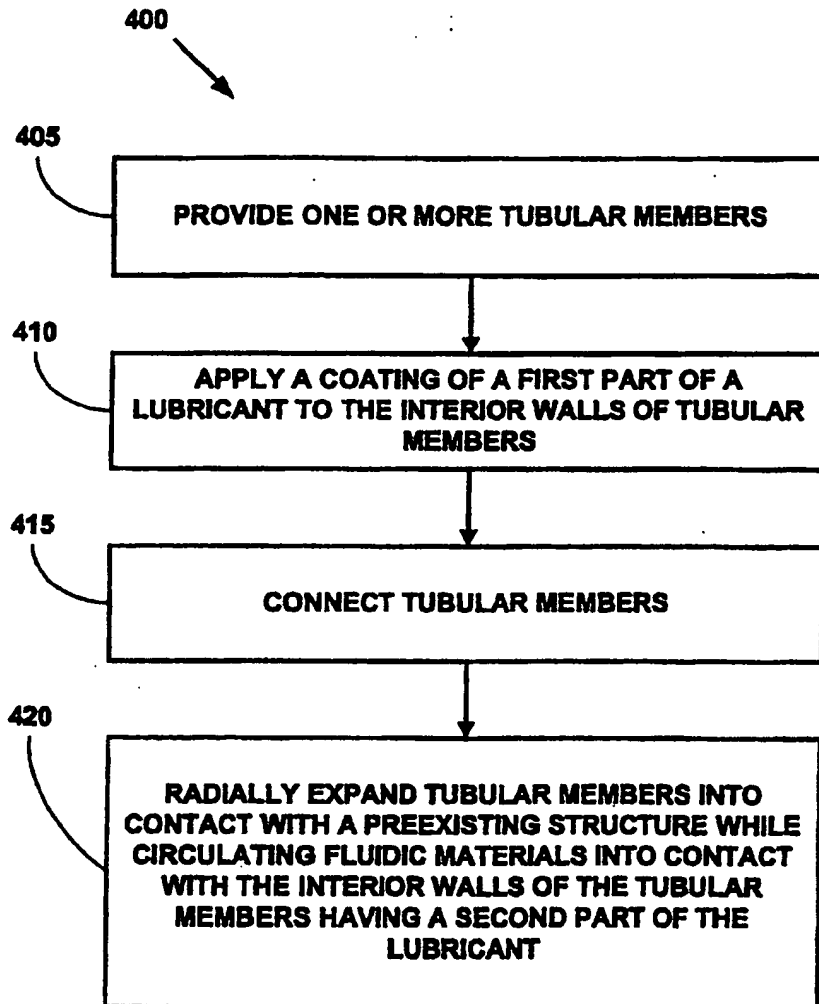 400
405
PROVIDE ONE OR MORE TUBULAR MEMBERS
410
APPLY A COATING OF A FIRST PART OF A
LUBRICANT TO THE INTERIOR WALLS OF TUBULAR
MEMBERS
415
CONNECT TUBULAR MEMBERS
420
RADIALLY EXPAND TUBULAR MEMBERS INTO
CONTACT WITH A PREEXISTING STRUCTURE WHILE
CIRCULATING FLUIDIC MATERIALS INTO CONTACT
WITH THE INTERIOR WALLS OF THE TUBULAR
MEMBERS HAVING A SECOND PART OF THE
LUBRICANT